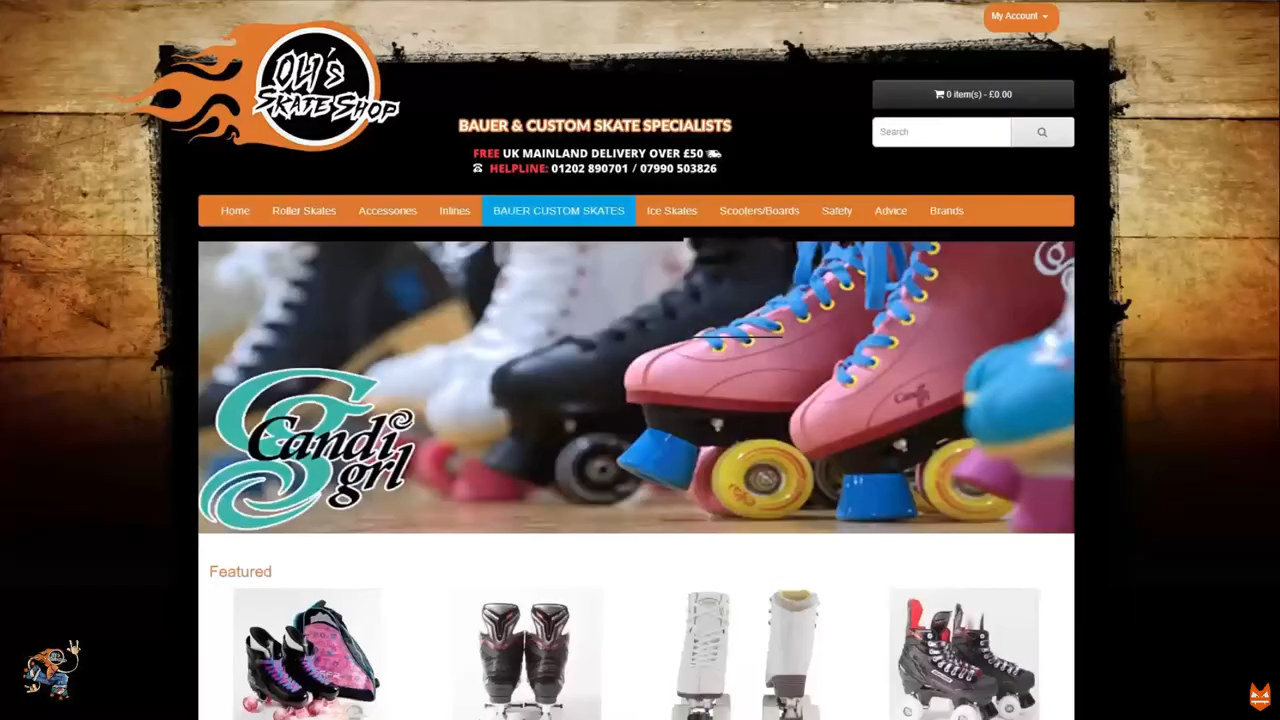 My Account
OLI'S
SKATE SHOP
0 item(s) - £0.00
BAUER & CUSTOM SKATE SPECIALISTS
Search
FREE UK MAINLAND DELIVERY OVER £50
HELPLINE: 01202 890701 / 07990 503826
Home Roller Skates Accessories Inlines BAUER CUSTOM SKATES Ice Skates Scooters/Boards Safety Advice Brands
Candi
grl
Featured